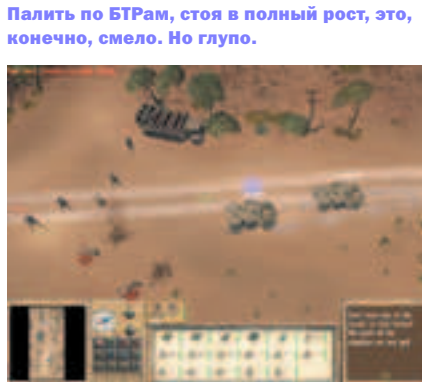 Палить по БТРам, стоя в полный рост, это,
конечно, смело. Но глупо.